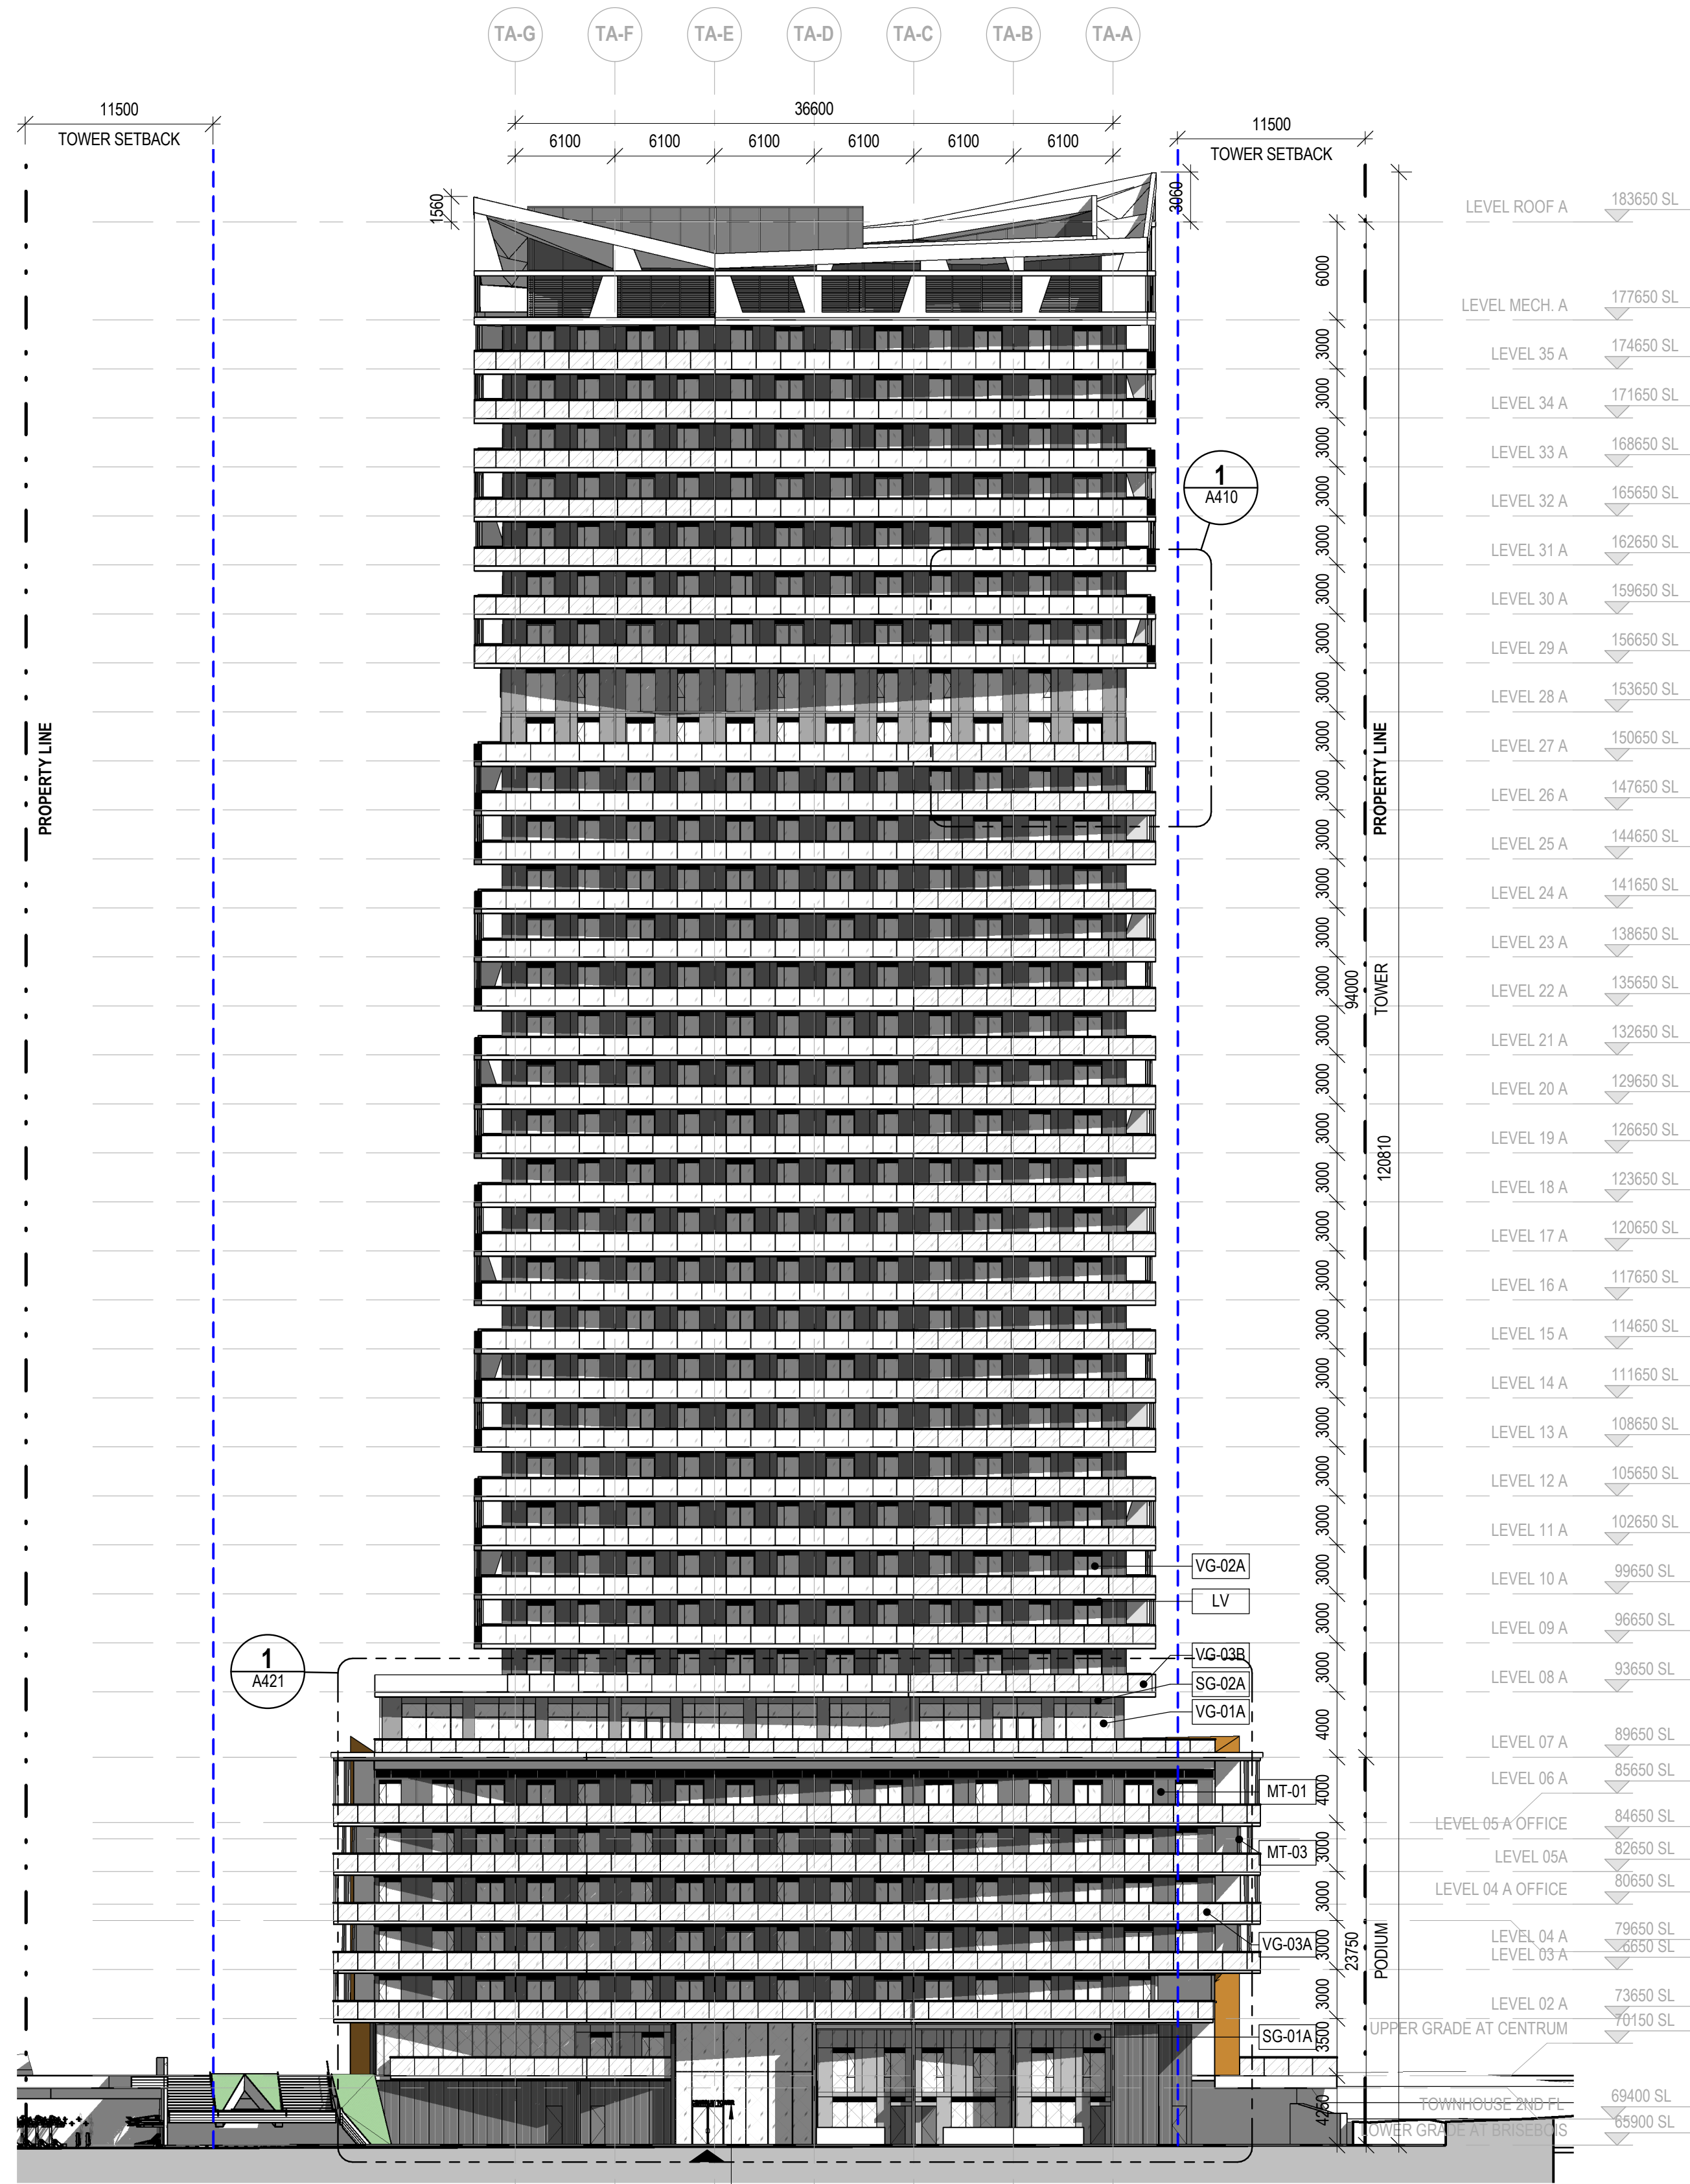 TA-G TA-F TA-E TA-D TA-C TA-B TA-A
11500
TOWER SETBACK
36600
6100 6100 6100 6100 6100 6100
11500
TOWER SETBACK
1560
3060
PROPERTY LINE
PROPERTY LINE
LEVEL ROOF A 183650 SL
6000
LEVEL MECH. A 177650 SL
3000
LEVEL 35 A 174650 SL
3000
LEVEL 34 A 171650 SL
3000
LEVEL 33 A 168650 SL
1
A410
3000
LEVEL 32 A 165650 SL
3000
LEVEL 31 A 162650 SL
3000
LEVEL 30 A 159650 SL
3000
LEVEL 29 A 156650 SL
3000
LEVEL 28 A 153650 SL
3000
LEVEL 27 A 150650 SL
3000
LEVEL 26 A 147650 SL
3000
LEVEL 25 A 144650 SL
3000
LEVEL 24 A 141650 SL
3000
LEVEL 23 A 138650 SL
3000
LEVEL 22 A 135650 SL
94000
TOWER
3000
LEVEL 21 A 132650 SL
3000
LEVEL 20 A 129650 SL
3000
LEVEL 19 A 126650 SL
120810
3000
LEVEL 18 A 123650 SL
3000
LEVEL 17 A 120650 SL
3000
LEVEL 16 A 117650 SL
3000
LEVEL 15 A 114650 SL
3000
LEVEL 14 A 111650 SL
3000
LEVEL 13 A 108650 SL
3000
LEVEL 12 A 105650 SL
3000
LEVEL 11 A 102650 SL
VG-02A
3000
LEVEL 10 A 99650 SL
LV
3000
LEVEL 09 A 96650 SL
1
A421
VG-03B
3000
LEVEL 08 A 93650 SL
SG-02A
VG-01A
4000
LEVEL 07 A 89650 SL
LEVEL 06 A 85650 SL
MT-01
4000
LEVEL 05 A OFFICE 84650 SL
MT-03
3000
LEVEL 05A 82650 SL
LEVEL 04 A OFFICE 80650 SL
3000
LEVEL 04 A 79650 SL
VG-03A
3000
23750
PODIUM
LEVEL 03 A 6650 SL
3000
LEVEL 02 A 73650 SL
UPPER GRADE AT CENTRUM 70150 SL
SG-01A
3500
TOWNHOUSE 2ND FL 69400 SL
4250
LOWER GRADE AT BRISEBOIS 65900 SL